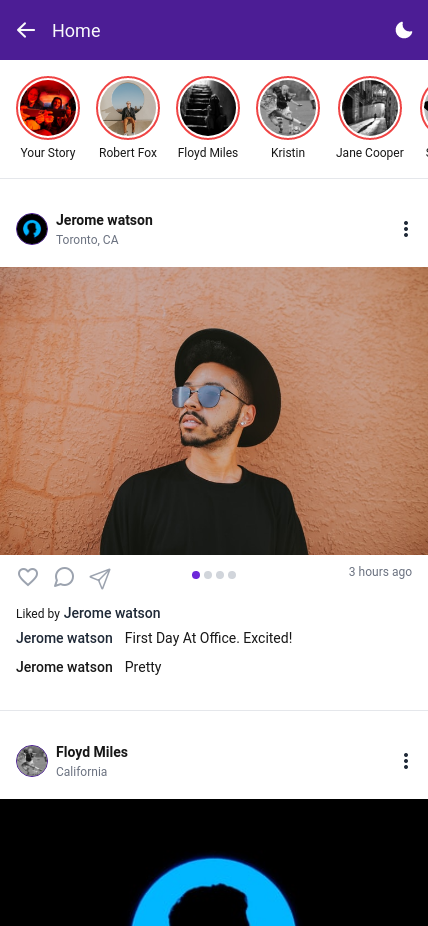 Home
Your Story
Robert Fox
Floyd Miles
Kristin
Jane Cooper
Jerome watson
Toronto, CA
3 hours ago
Liked by Jerome watson
Jerome watson First Day At Office. Excited!
Jerome watson Pretty
Floyd Miles
California